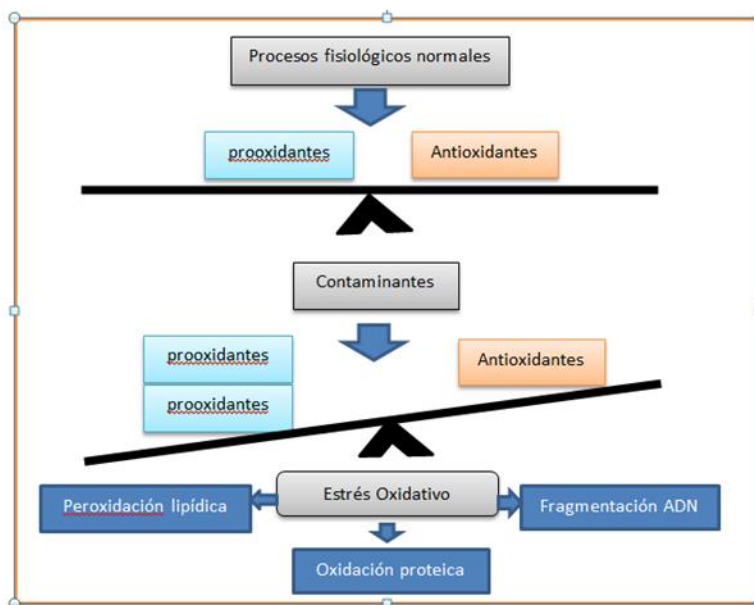 Procesos fisiológicos normales
prooxidantes
Antioxidantes
Contaminantes
prooxidantes
Antioxidantes
prooxidantes
Estrés Oxidativo
Peroxidación lipídica
Fragmentación ADN
Oxidación proteica